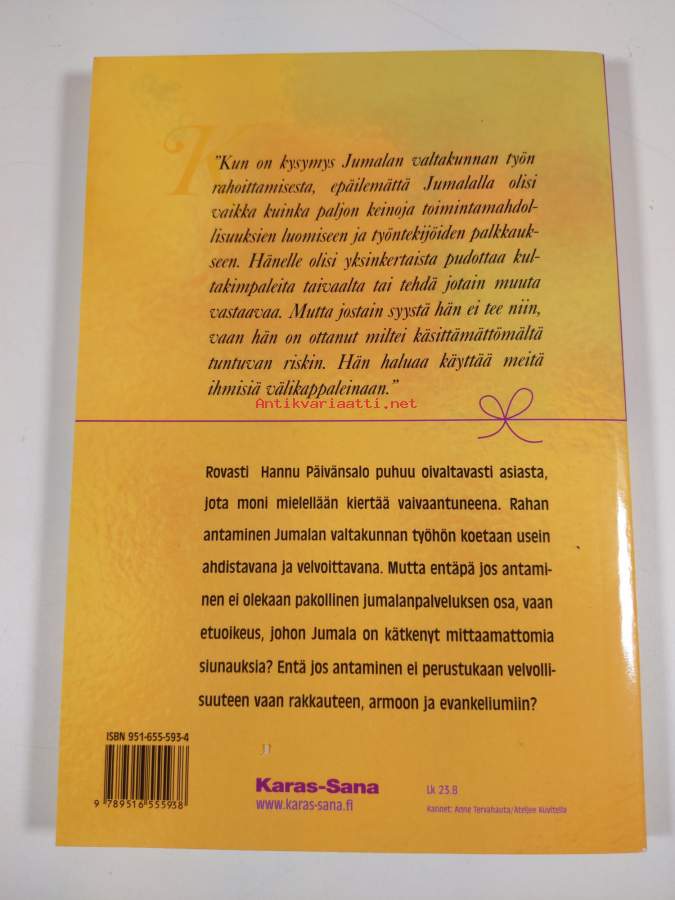 "Kun on kysymys Jumalan valtakunnan työn
rahoittamisesta, epäilemättä Jumalalla olisi
vaikka kuinka paljon keinoja toimintamahdol-
lisuuksien luomiseen ja työntekijöiden palkkauk-
seen. Hänelle olisi yksinkertaista pudottaa kul-
takimpaleita taivaalta tai tehdä jotain muuta
vastaavaa. Mutta jostain syystä hän ei tee niin,
vaan hän on ottanut miltei käsittämättömältä
tuntuvan riskin. Hän haluaa käyttää meitä
ihmisiä välikappaleinaan."
Antikvariaatti.net
Rovasti Hannu Päivänsalo puhuu oivaltavasti asiasta,
jota moni mielellään kiertää vaivaantuneena. Rahan
antaminen Jumalan valtakunnan työhön koetaan usein
ahdistavana ja velvoittavana. Mutta entäpä jos antami-
nen ei olekaan pakollinen jumalanpalveluksen osa, vaan
etuoikeus, johon Jumala on kätkenyt mittaamattomia
siunauksia? Entä jos antaminen ei perustukaan velvolli-
suuteen vaan rakkauteen, armoon ja evankeliumiin?
ISBN 951-655-593-4
9 789516 555938
Karas-Sana
www.karas-sana.fi
Lk 23.8
Kannet: Anne Tervahauta/Ateljee Kuvitella